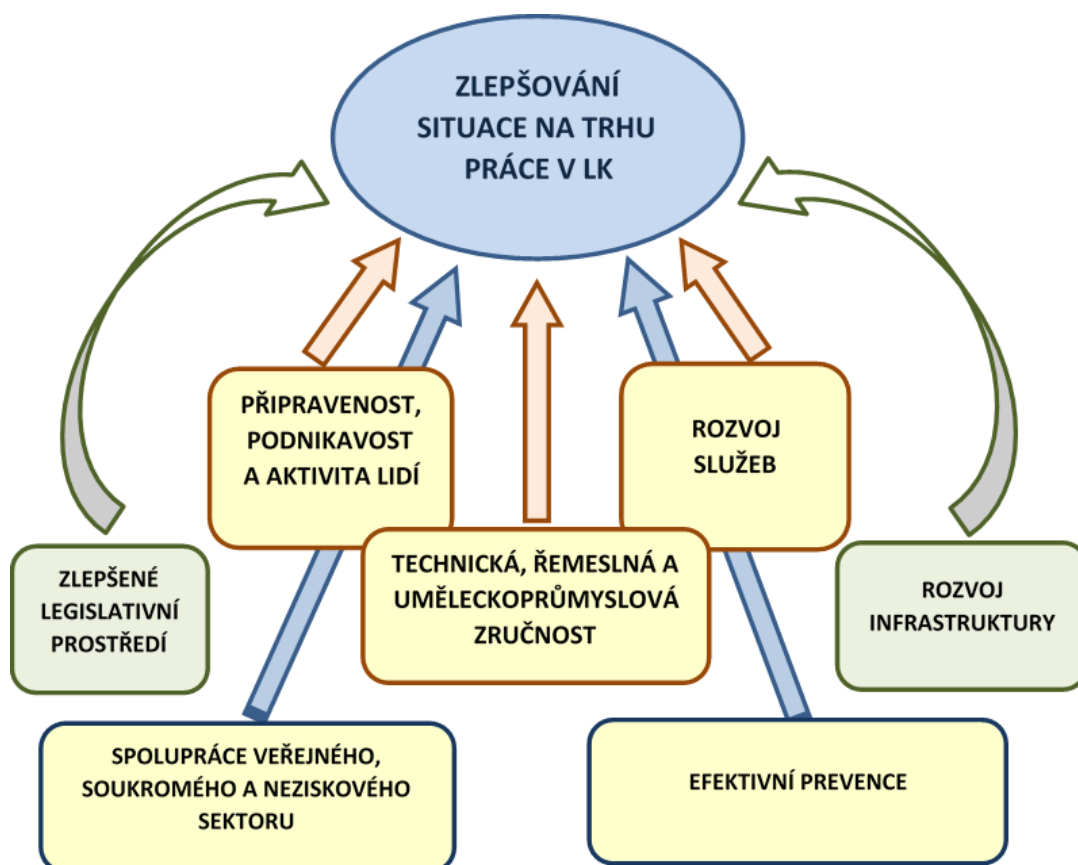 ZLEPŠOVÁNÍ
SITUACE NA TRHU
PRÁCE V LK
PŘIPRAVENOST,
PODNIKAVOST
A AKTIVITA LIDÍ
ROZVOJ
SLUŽEB
TECHNICKÁ, ŘEMESLNÁ A
UMĚLECKOPRŮMYSLOVÁ
ZRUČNOST
ZLEPŠENÉ
LEGISLATIVNÍ
PROSTŘEDÍ
ROZVOJ
INFRASTRUKTURY
SPOLUPRÁCE VEŘEJNÉHO,
SOUKROMÉHO A NEZISKOVÉHO
SEKTORU
EFEKTIVNÍ PREVENCE